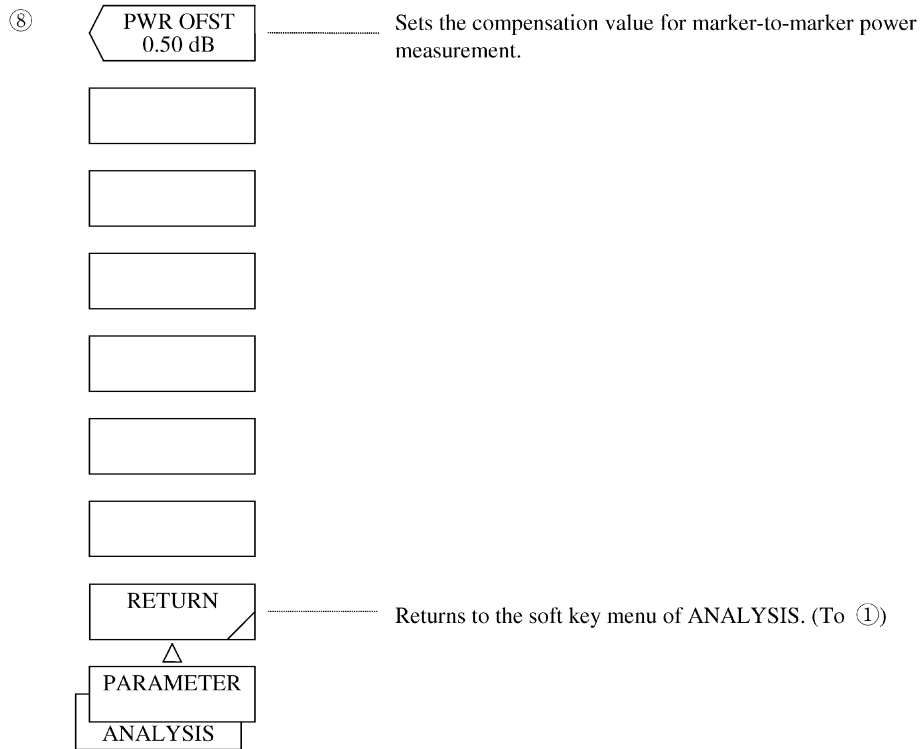 ⑧
PWR OFST
0.50 dB
Sets the compensation value for marker-to-marker power
measurement.
RETURN
Returns to the soft key menu of ANALYSIS. (To ①)
PARAMETER
ANALYSIS